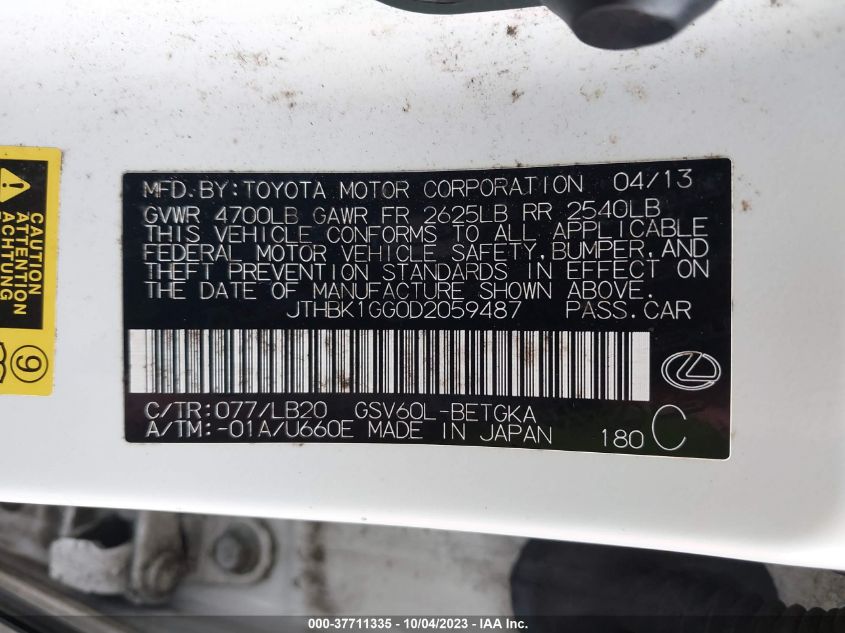 MFD.BY:TOYOTA MOTOR CORPORATION 04/13
GVWR 4700LB GAWR FR 2625LB RR 2540LB
THIS VEHICLE CONFORMS TO ALL APPLICABLE
FEDERAL MOTOR VEHICLE SAFETY, BUMPER, AND
THEFT PREVENTION STANDARDS IN EFFECT ON
THE DATE OF MANUFACTURE SHOWN ABOVE.
JTHBK1GG0D2059487 PASS.CAR
C/TR:077/LB20 GSV60L-BETGKA
A/TM:-01A/U660E MADE IN JAPAN 180 C
CAUTION
ATTENTION
ACHTUNG
9
000-37711335 - 10/04/2023 - IAA Inc.